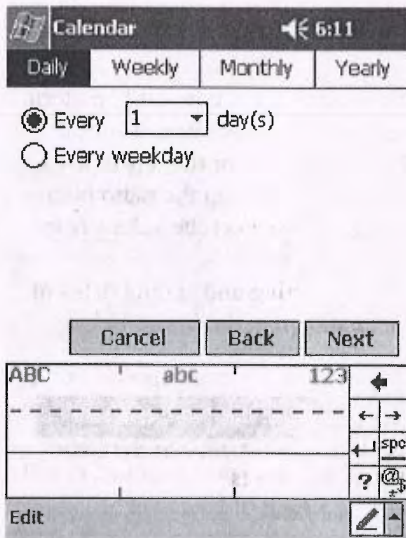 Calendar 6:11
Daily Weekly Monthly Yearly
Every 1 day(s)
Every weekday
Cancel Back Next
ABC abc 123
spc
? @ * $
Edit